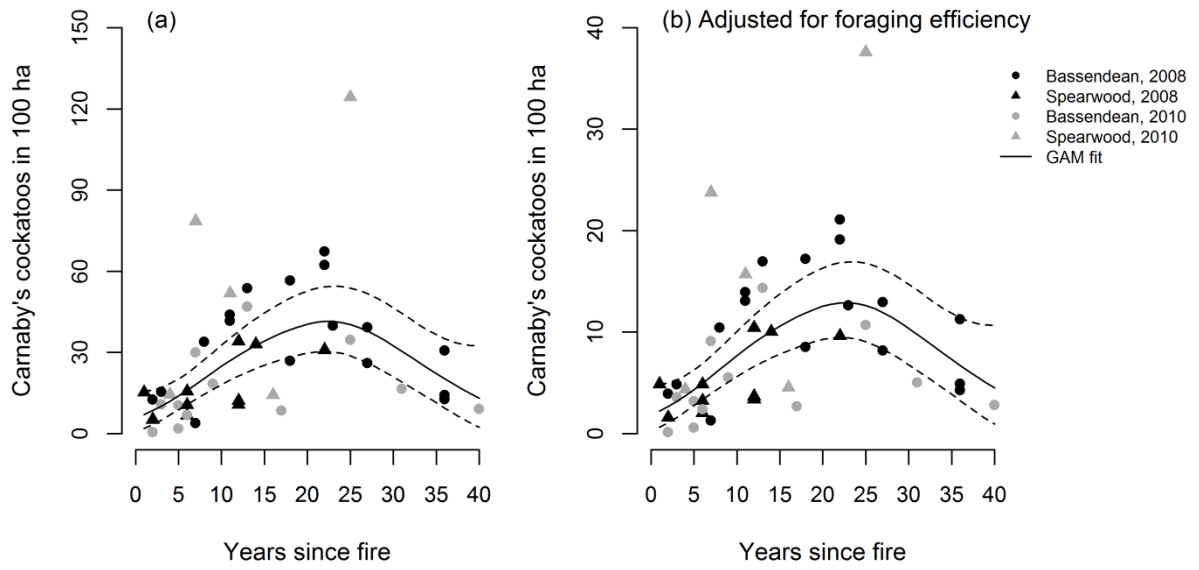 (a)
Carnaby's cockatoos in 100 ha
150
120
90
60
30
0
0 5 10 15 20 25 30 35 40
Years since fire
(b) Adjusted for foraging efficiency
Carnaby's cockatoos in 100 ha
40
30
20
10
0
0 5 10 15 20 25 30 35 40
Years since fire
Bassendean, 2008
Spearwood, 2008
Bassendean, 2010
Spearwood, 2010
GAM fit